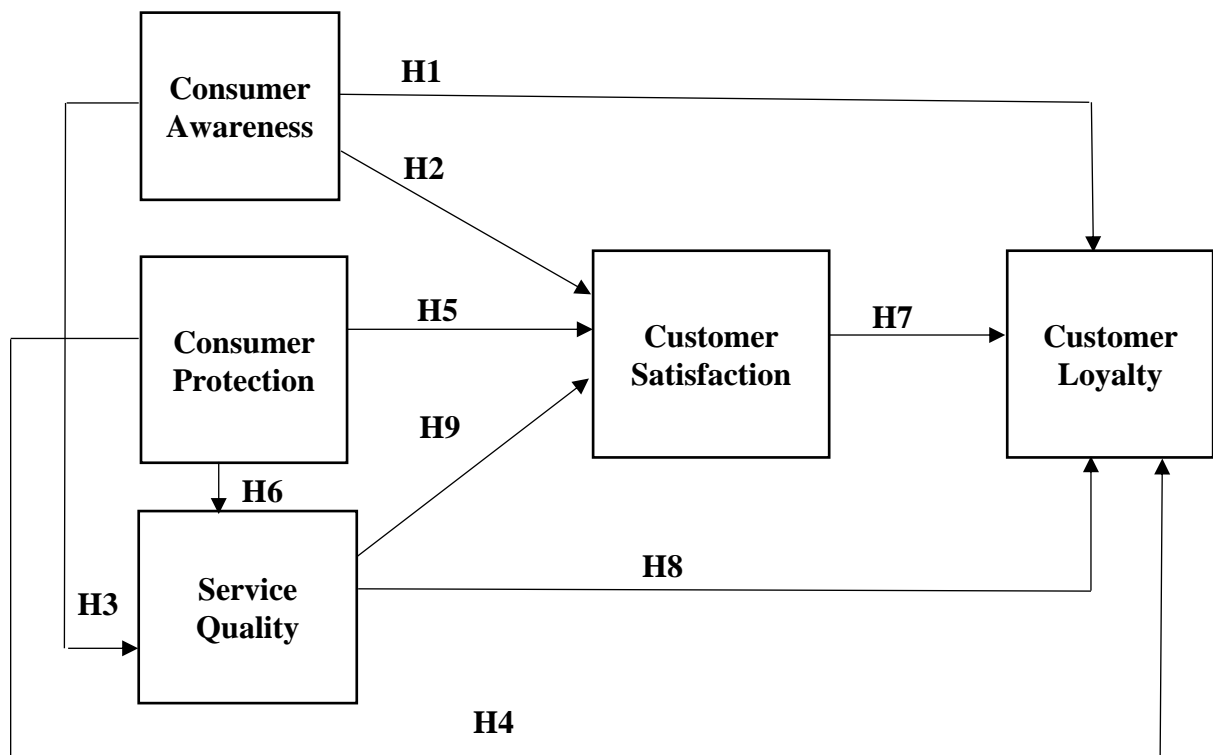 Consumer
Awareness
H1
H2
Consumer
Protection
H5
Customer
Satisfaction
H7
Customer
Loyalty
H9
H6
Service
Quality
H8
H3
H4